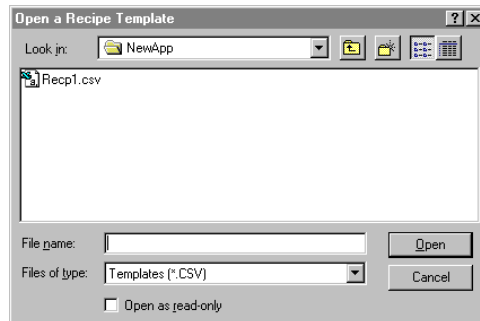 Open a Recipe Template
Look in: NewApp
Recp1.csv
File name: Open
Files of type: Templates (*.CSV) Cancel
Open as read-only